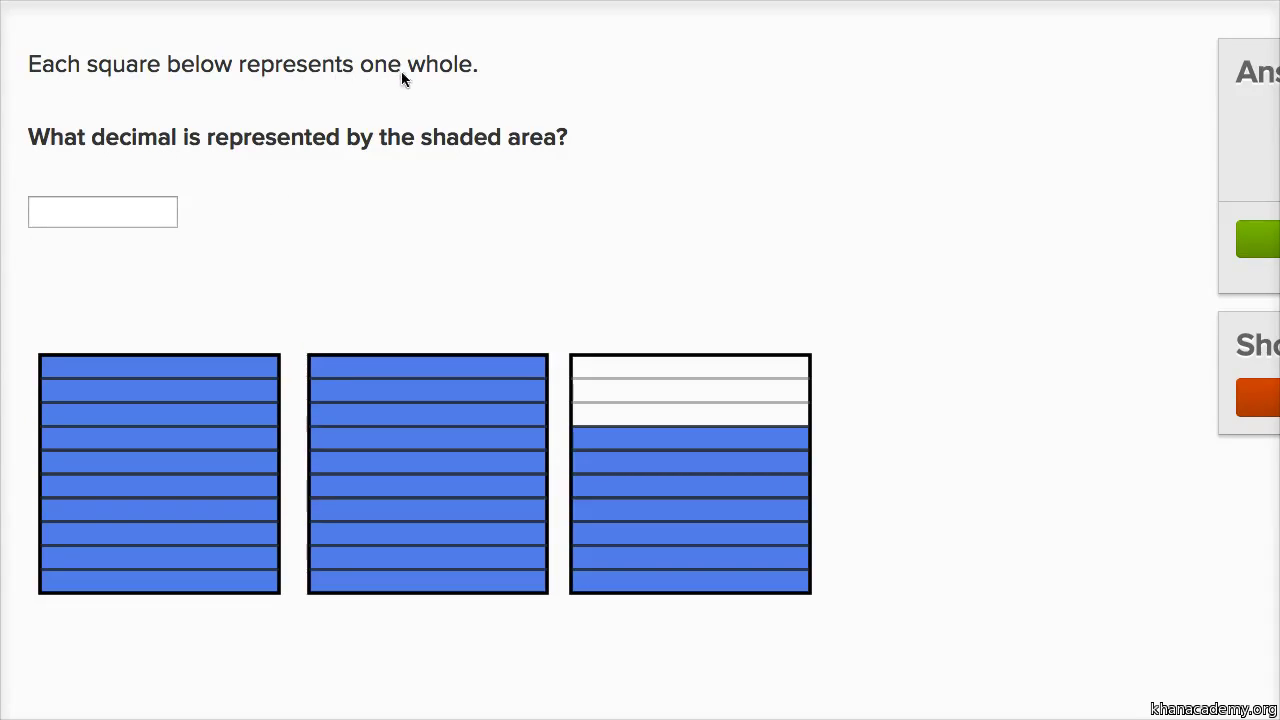 Each square below represents one whole.
What decimal is represented by the shaded area?
Ans
Sho
khanacademy.org